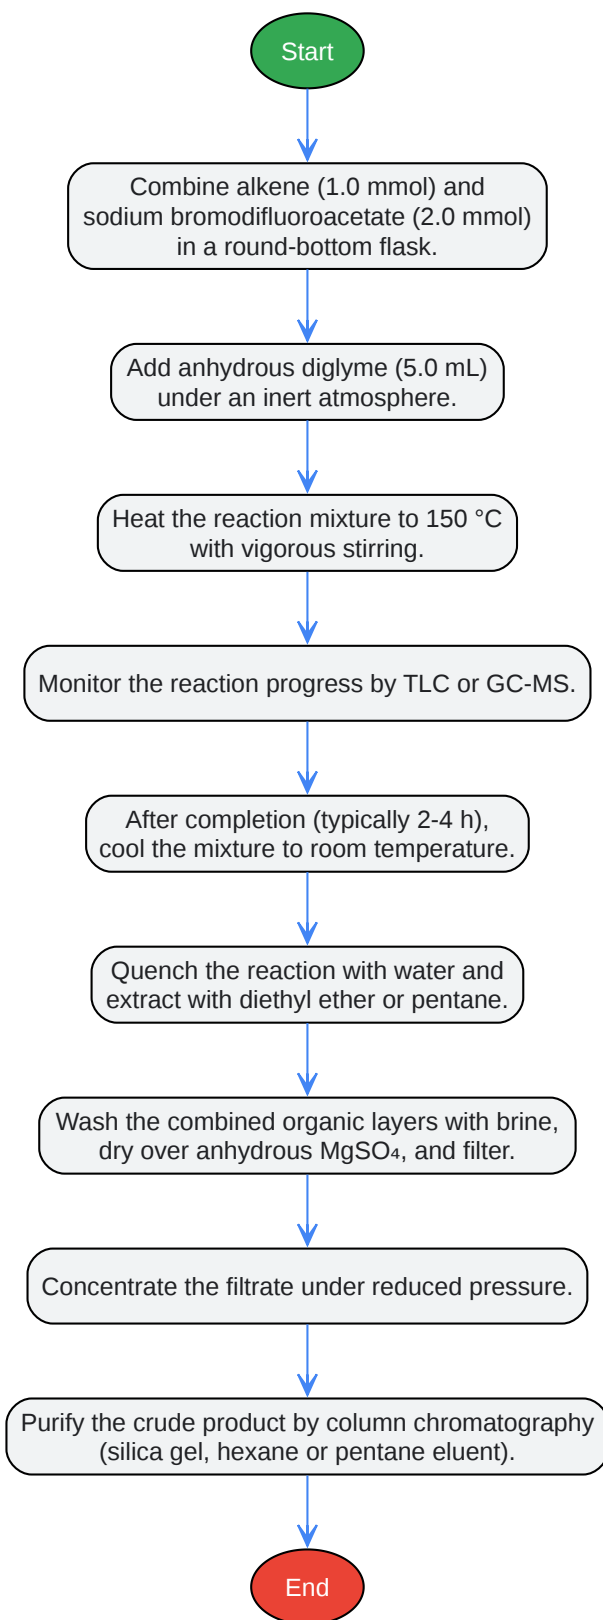 Start
Combine alkene (1.0 mmol) and
sodium bromodifluoroacetate (2.0 mmol)
in a round-bottom flask.
Add anhydrous diglyme (5.0 mL)
under an inert atmosphere.
Heat the reaction mixture to 150 °C
with vigorous stirring.
Monitor the reaction progress by TLC or GC-MS.
After completion (typically 2-4 h),
cool the mixture to room temperature.
Quench the reaction with water and
extract with diethyl ether or pentane.
Wash the combined organic layers with brine,
dry over anhydrous MgSO₄, and filter.
Concentrate the filtrate under reduced pressure.
Purify the crude product by column chromatography
(silica gel, hexane or pentane eluent).
End